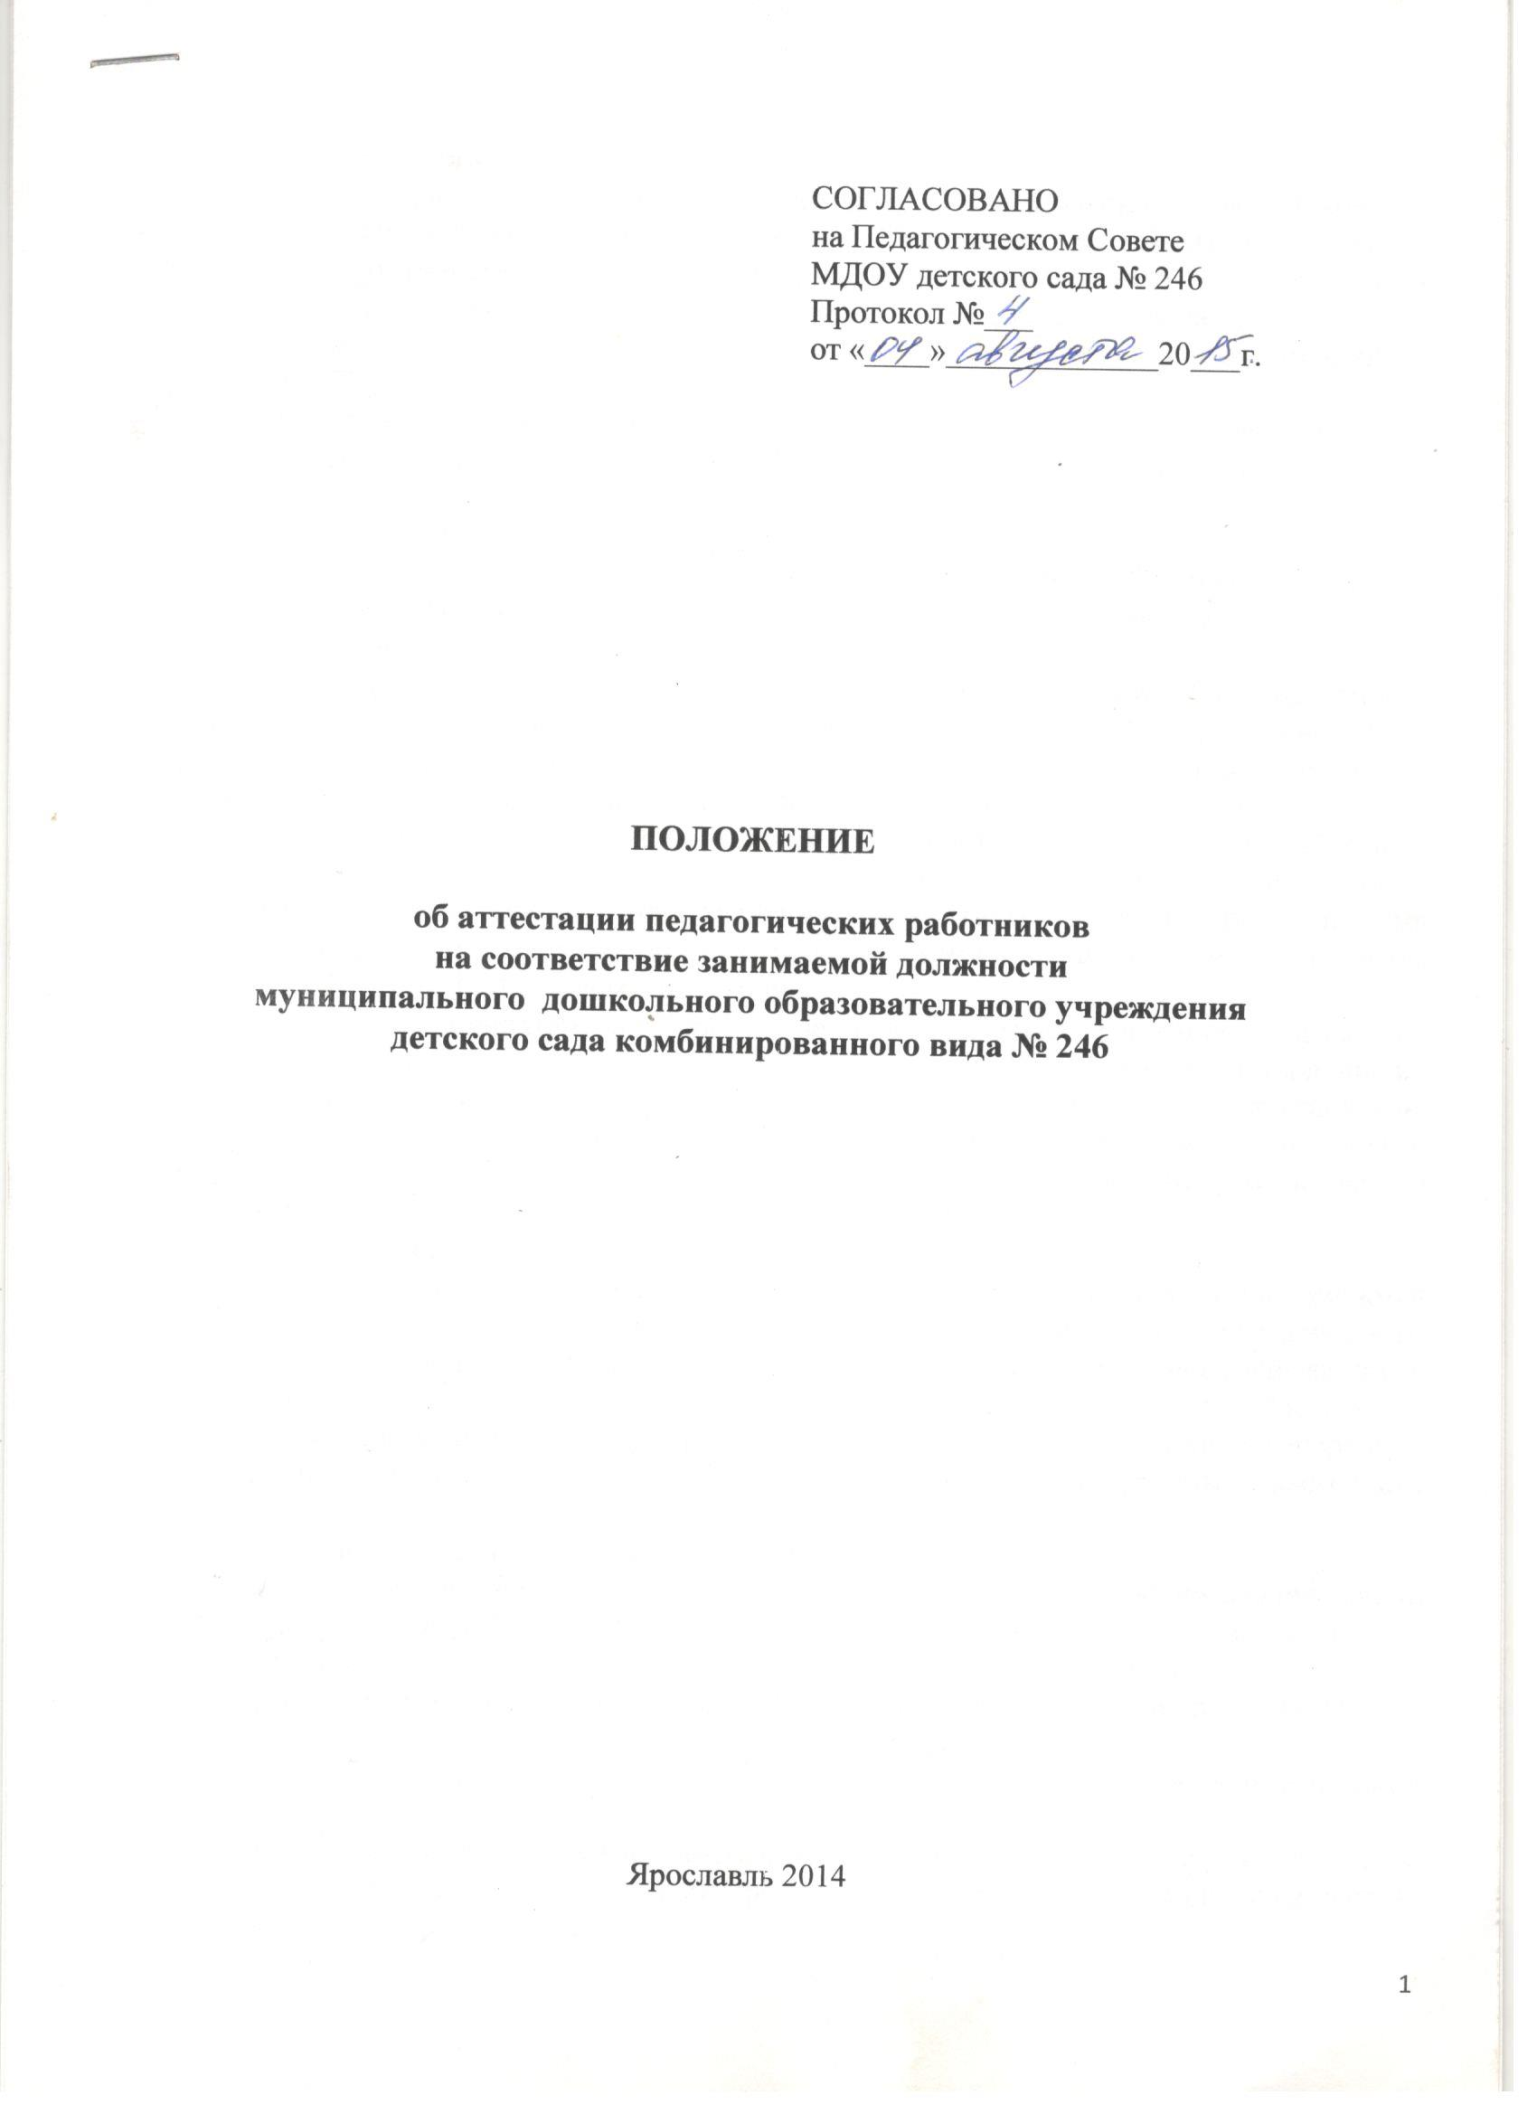 СОГЛАСОВАНО
на Педагогическом Совете
МДОУ детского сада № 246
Протокол № 4
от «04» августа 2015г.
ПОЛОЖЕНИЕ
об аттестации педагогических работников
на соответствие занимаемой должности
муниципального дошкольного образовательного учреждения
детского сада комбинированного вида № 246
Ярославль 2014
1